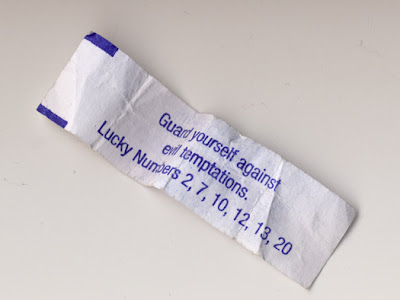 Guard yourself against
evil temptations.
Lucky Numbers 2, 7, 10, 12, 13, 20